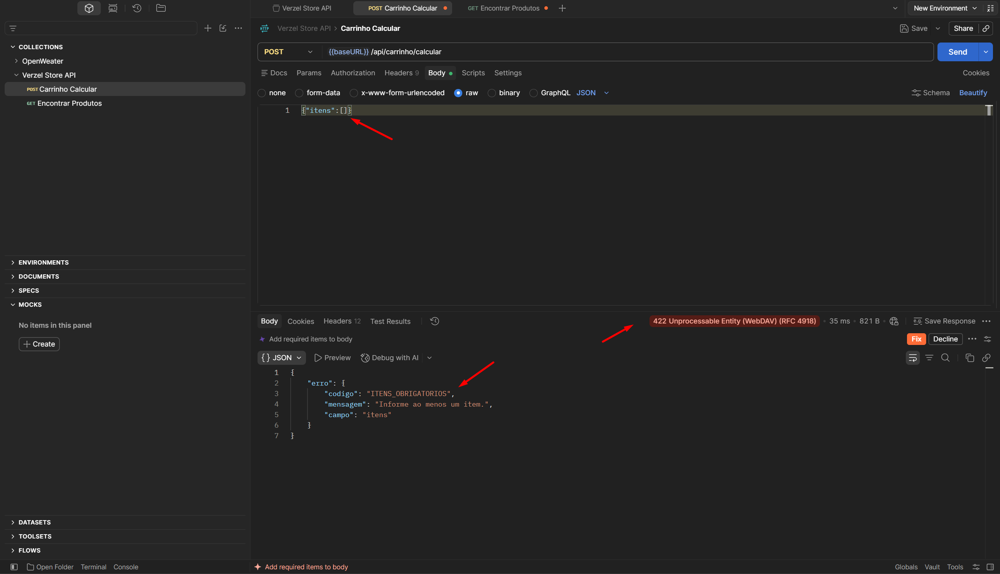 Verzel Store API
POST Carrinho Calcular
GET Encontrar Produtos
New Environment
HTTP Verzel Store API > Carrinho Calcular
Save
Share
COLLECTIONS
OpenWeater
Verzel Store API
POST Carrinho Calcular
GET Encontrar Produtos
ENVIRONMENTS
DOCUMENTS
SPECS
MOCKS
No items in this panel
+ Create
DATASETS
TOOLSETS
FLOWS
POST {{baseURL}} /api/carrinho/calcular
Send
Docs Params Authorization Headers 9 Body Scripts Settings
Cookies
none form-data x-www-form-urlencoded raw binary GraphQL JSON
Schema Beautify
1 {"itens":[]}
Body Cookies Headers 12 Test Results
422 Unprocessable Entity (WebDAV) (RFC 4918) • 35 ms • 821 B
e.g. Save Response
Add required items to body
Fix Decline
{} JSON Preview Debug with AI
1 {
2 "erro": {
3 "codigo": "ITENS_OBRIGATORIOS",
4 "mensagem": "Informe ao menos um item.",
5 "campo": "itens"
6 }
7 }
Open Folder Terminal Console
Add required items to body
Globals Vault Tools